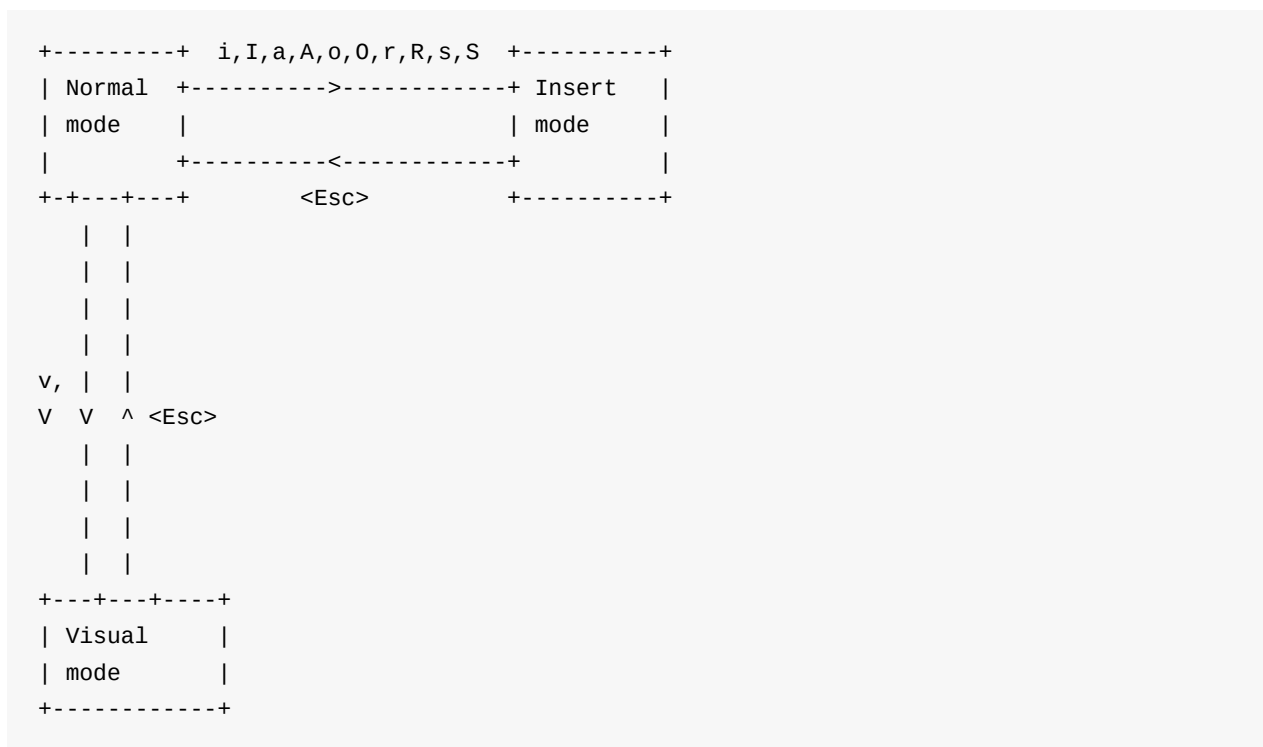 +---------+  i,I,a,A,o,O,r,R,s,S  +----------+
| Normal  +---------->------------+ Insert   |
| mode    |                       | mode     |
|         +----------<------------+          |
+-+---+---+        <Esc>          +----------+
   |  |
   |  |
   |  |
   |  |
v, |  |
V  V  ^ <Esc>
   |  |
   |  |
   |  |
   |  |
+---+---+----+
| Visual     |
| mode       |
+------------+